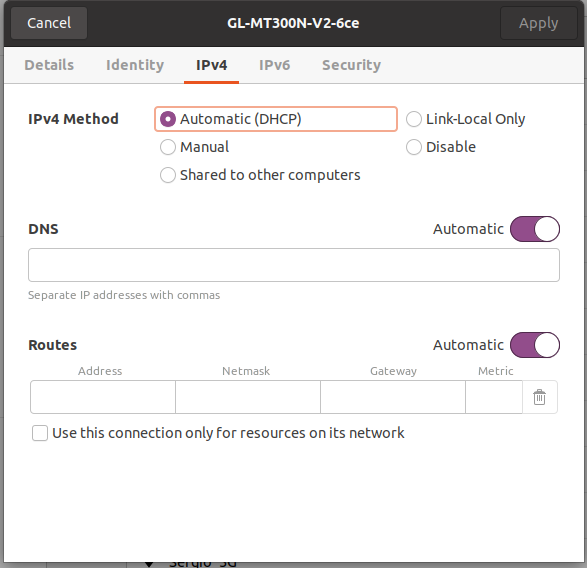 Cancel GL-MT300N-V2-6ce Apply
Details Identity IPv4 IPv6 Security
IPv4 Method Automatic (DHCP) Link-Local Only
Manual Disable
Shared to other computers
DNS Automatic
Separate IP addresses with commas
Routes Automatic
Address Netmask Gateway Metric
Use this connection only for resources on its network